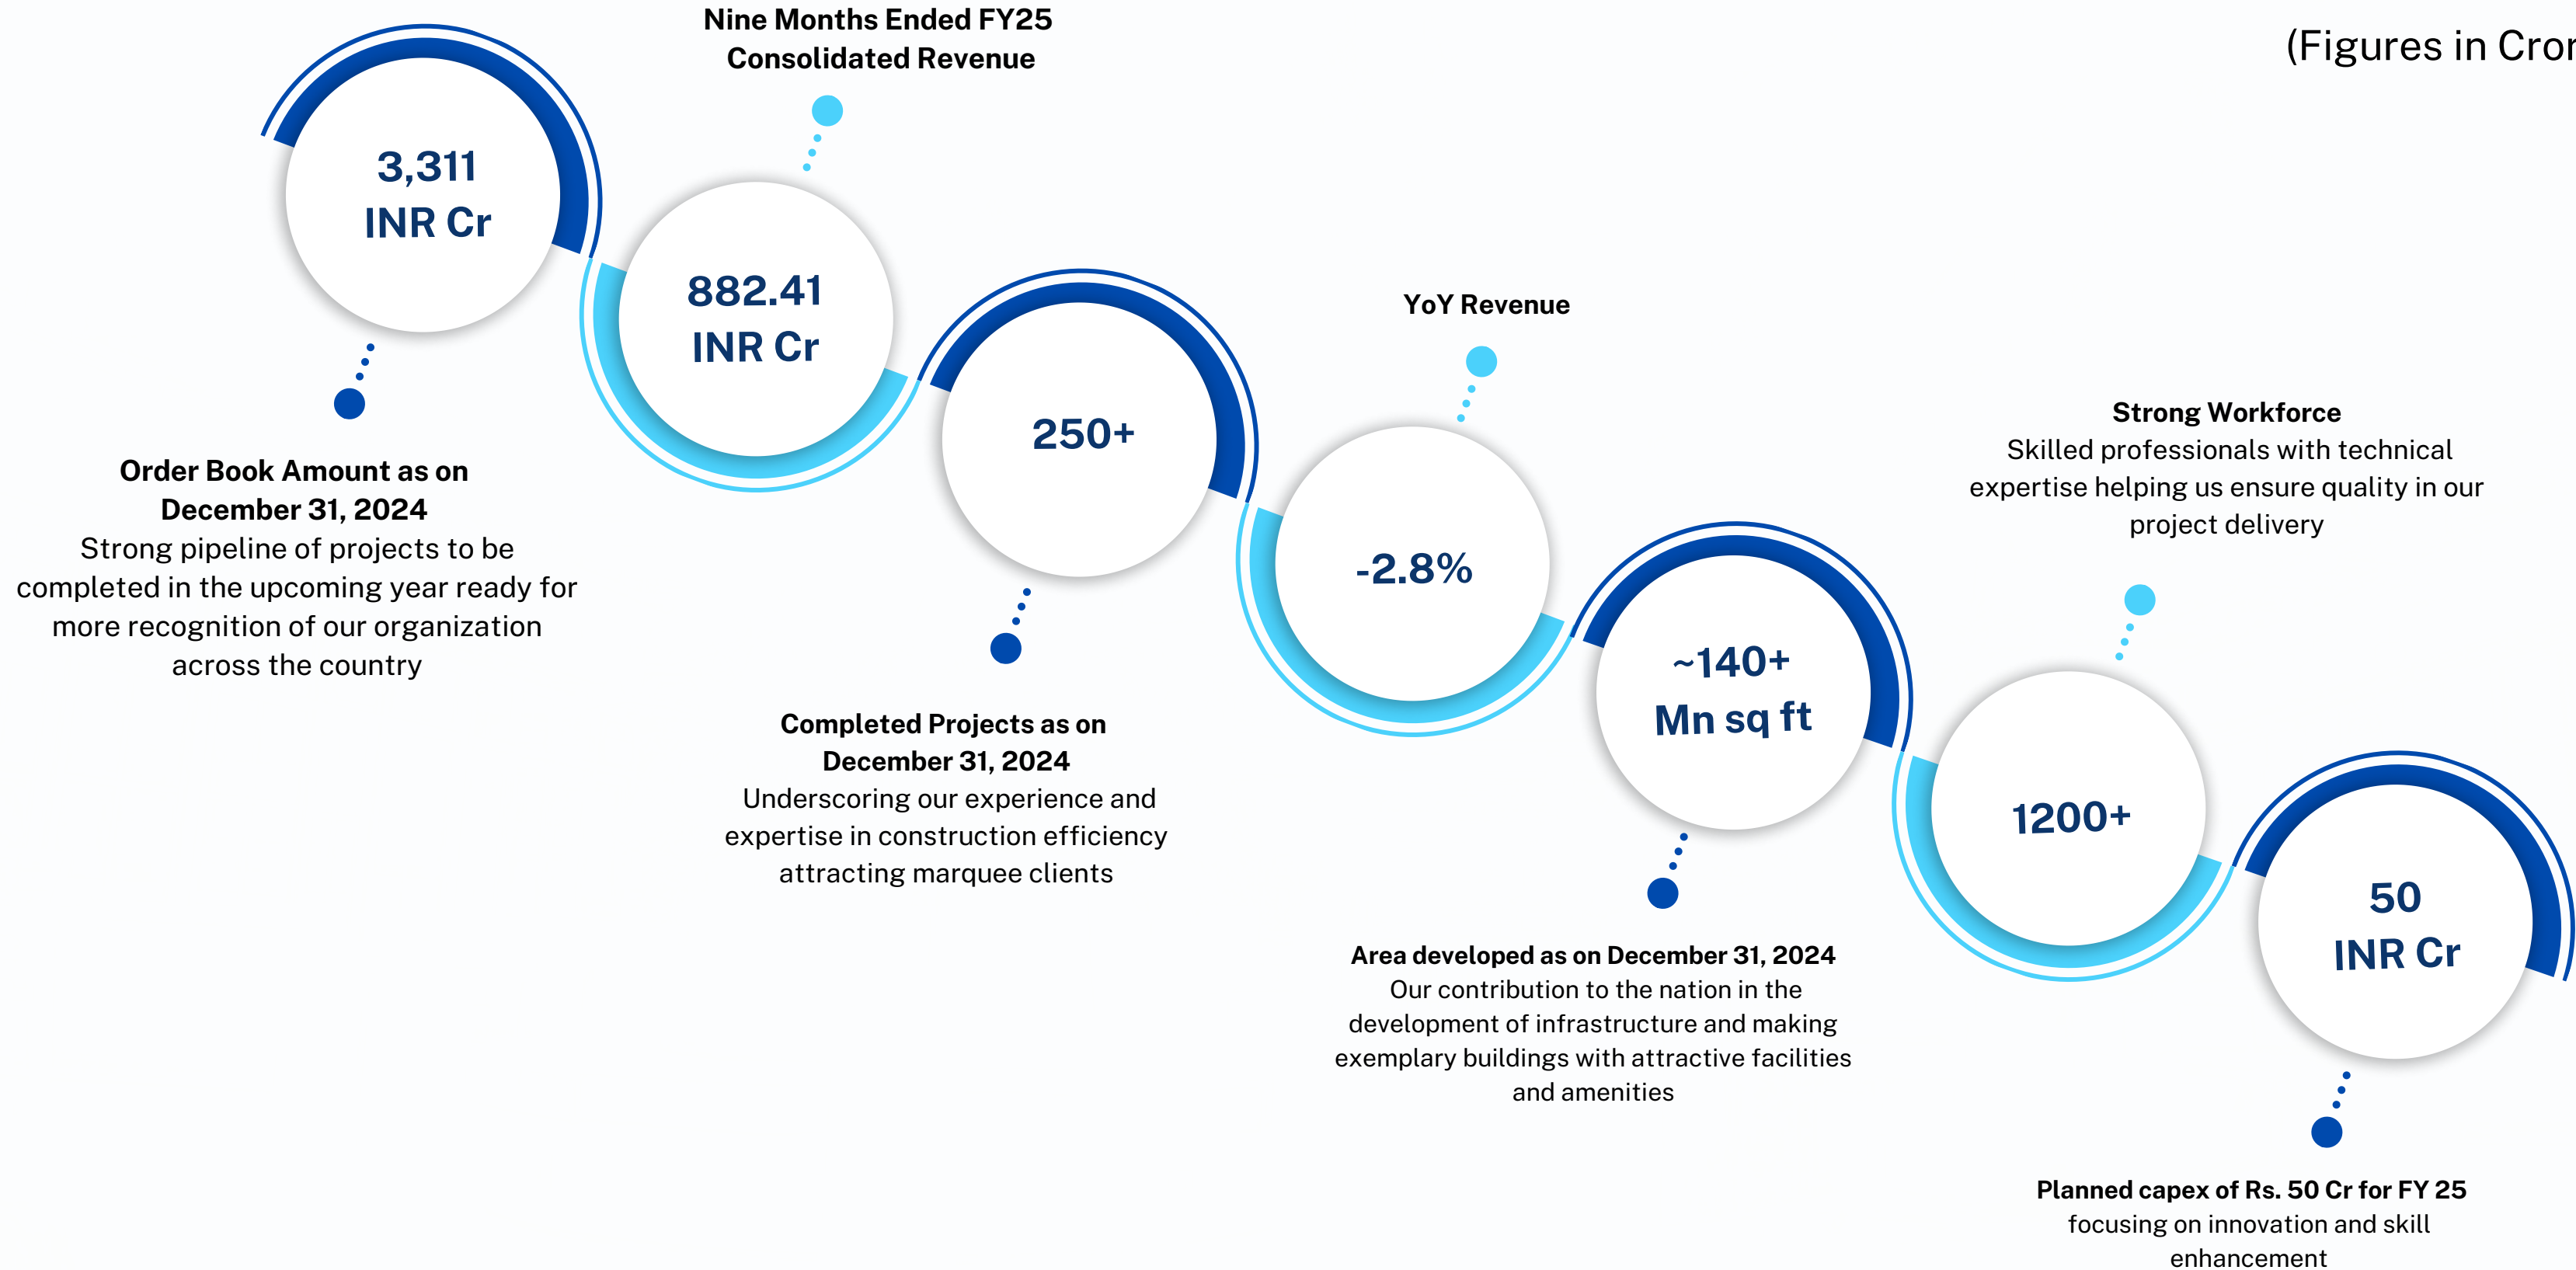 Nine Months Ended FY25
Consolidated Revenue
(Figures in Cror
3,311
INR Cr
882.41
INR Cr
Order Book Amount as on
December 31, 2024
Strong pipeline of projects to be
completed in the upcoming year ready for
more recognition of our organization
across the country
250+
Completed Projects as on
December 31, 2024
Underscoring our experience and
expertise in construction efficiency
attracting marquee clients
YoY Revenue
-2.8%
~140+
Mn sq ft
Area developed as on December 31, 2024
Our contribution to the nation in the
development of infrastructure and making
exemplary buildings with attractive facilities
and amenities
Strong Workforce
Skilled professionals with technical
expertise helping us ensure quality in our
project delivery
1200+
50
INR Cr
Planned capex of Rs. 50 Cr for FY 25
focusing on innovation and skill
enhancement